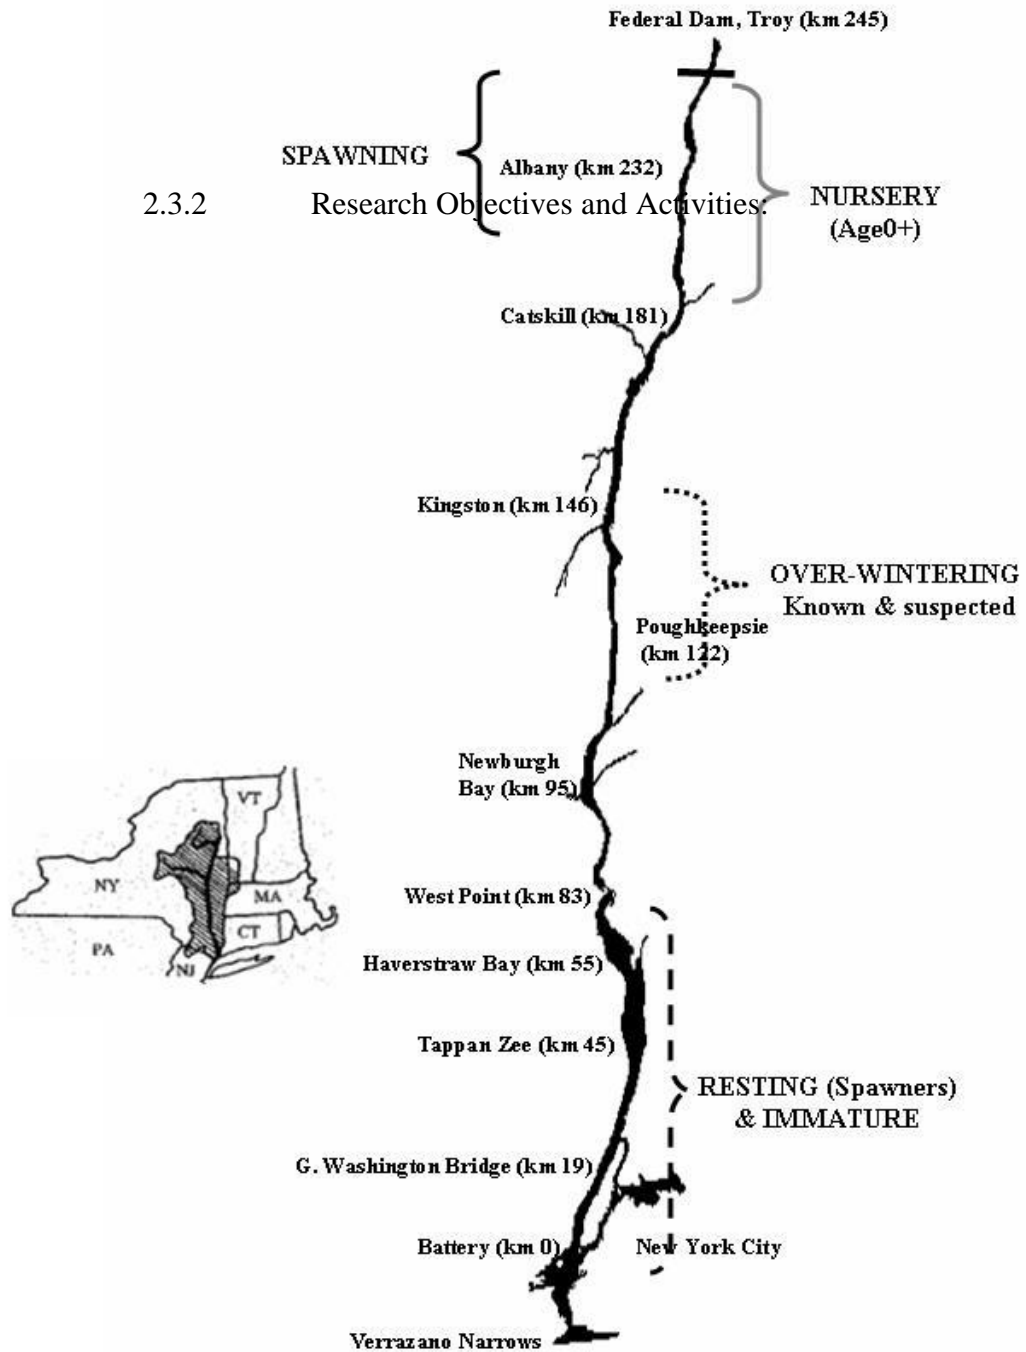 Federal Dam, Troy (km 245)
SPAWNING
Albany (km 232)
NURSERY
(Age0+)
2.3.2 Research Objectives and Activities:
Catskill (km 181)
Kingston (km 146)
OVER-WINTERING
Known & suspected
Poughkeepsie
(km 122)
Newburgh
Bay (km 95)
VT
NY
MA
CT
PA
NJ
West Point (km 83)
Haverstraw Bay (km 55)
Tappan Zee (km 45)
RESTING (Spawners)
& IMMATURE
G. Washington Bridge (km 19)
Battery (km 0)
New York City
Verrazano Narrows